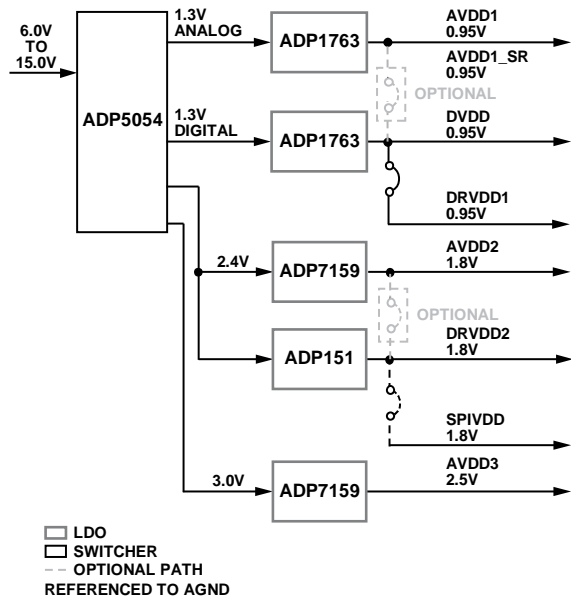 6.0V
TO
15.0V
ADP5054
1.3V
ANALOG
ADP1763
AVDD1
0.95V
AVDD1_SR
0.95V
OPTIONAL
1.3V
DIGITAL
ADP1763
DVDD
0.95V
DRVDD1
0.95V
2.4V
ADP7159
AVDD2
1.8V
OPTIONAL
ADP151
DRVDD2
1.8V
SPIVDD
1.8V
3.0V
ADP7159
AVDD3
2.5V
LDO
SWITCHER
OPTIONAL PATH
REFERENCED TO AGND